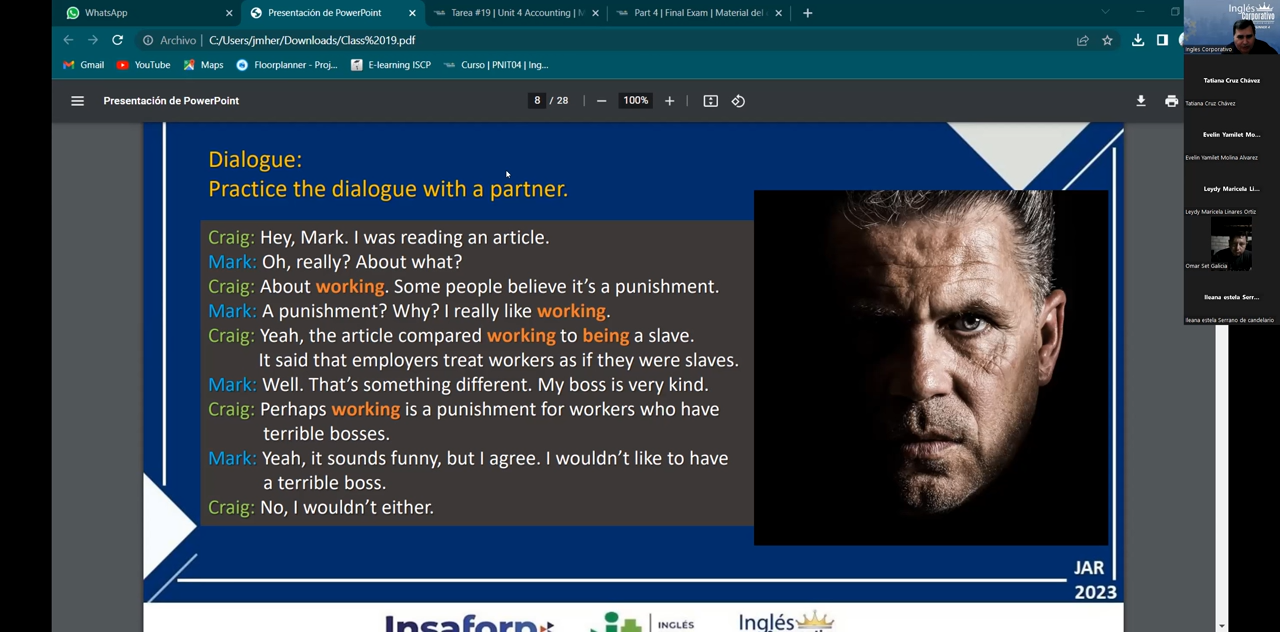 WhatsApp
Presentación de PowerPoint
Tarea #19 | Unit 4 Accounting | M
Part 4 | Final Exam | Material del
Archivo | C:/Users/jmher/Downloads/Class%2019.pdf
Gmail
YouTube
Maps
Floorplanner - Proj...
E-learning ISCP
Curso | PNIT04 | Ing...
Presentación de PowerPoint
8 / 28
100%
Dialogue:
Practice the dialogue with a partner.
Craig: Hey, Mark. I was reading an article.
Mark: Oh, really? About what?
Craig: About working. Some people believe it's a punishment.
Mark: A punishment? Why? I really like working.
Craig: Yeah, the article compared working to being a slave.
It said that employers treat workers as if they were slaves.
Mark: Well. That's something different. My boss is very kind.
Craig: Perhaps working is a punishment for workers who have
terrible bosses.
Mark: Yeah, it sounds funny, but I agree. I wouldn't like to have
a terrible boss.
Craig: No, I wouldn't either.
JAR
2023
Insaforp
INGLÉS
Inglés
Inglés
Corporativo
Ingles Corporativo
Tatiana Cruz Chávez
Tatiana Cruz Chávez
Evelin Yamilet Mo...
Evelin Yamilet Molina Alvarez
Leydy Maricela Li...
Leydy Maricela Linares Ortiz
Omar Set Galicia
Ileana estela Serr...
Ileana estela Serrano de candelario